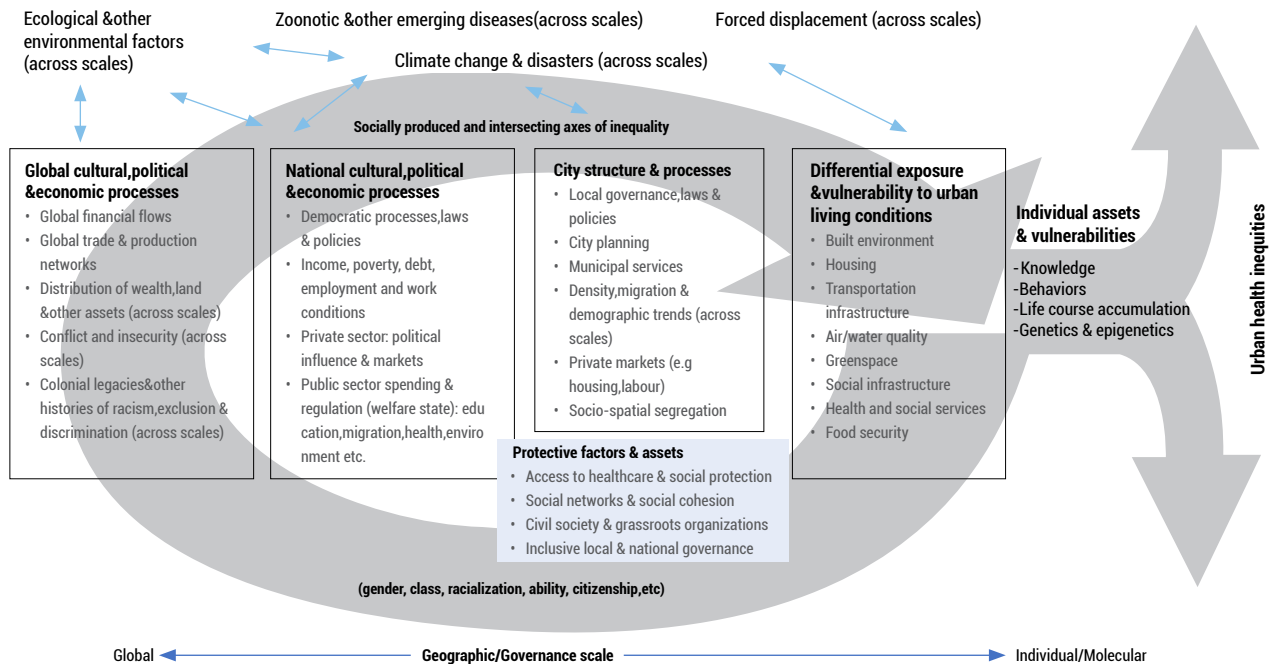 Ecological &other
environmental factors
(across scales)
Zoonotic &other emerging diseases(across scales)
Forced displacement (across scales)
Climate change & disasters (across scales)
Socially produced and intersecting axes of inequality
Global cultural,political
&economic processes
• Global financial flows
• Global trade & production
networks
• Distribution of wealth,land
&other assets (across scales)
• Conflict and insecurity (across
scales)
• Colonial legacies&other
histories of racism,exclusion &
discrimination (across scales)
National cultural,political
&economic processes
• Democratic processes,laws
& policies
• Income, poverty, debt,
employment and work
conditions
• Private sector: political
influence & markets
• Public sector spending &
regulation (welfare state): edu
cation,migration,health,enviro
nment etc.
City structure & processes
• Local governance,laws &
policies
• City planning
• Municipal services
• Density,migration &
demographic trends (across
scales)
• Private markets (e.g
housing,labour)
• Socio-spatial segregation
Protective factors & assets
• Access to healthcare & social protection
• Social networks & social cohesion
• Civil society & grassroots organizations
• Inclusive local & national governance
Differential exposure
&vulnerability to urban
living conditions
• Built environment
• Housing
• Transportation
infrastructure
• Air/water quality
• Greenspace
• Social infrastructure
• Health and social services
• Food security
Individual assets
& vulnerabilities
-Knowledge
-Behaviors
-Life course accumulation
-Genetics & epigenetics
Urban health inequities
(gender, class, racialization, ability, citizenship,etc)
Global
Geographic/Governance scale
Individual/Molecular